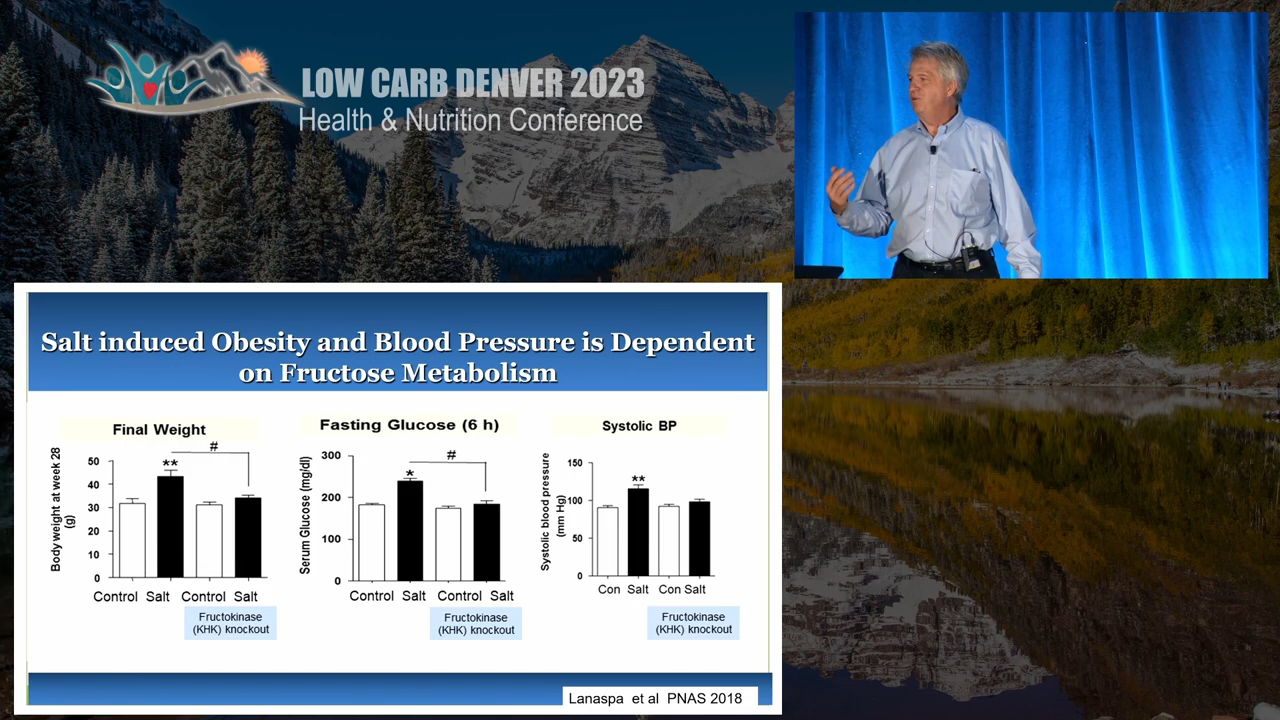 LOW CARB DENVER 2023
Health & Nutrition Conference
Salt induced Obesity and Blood Pressure is Dependent
on Fructose Metabolism
Final Weight
Body weight at week 28
(g)
50
40
30
20
10
0
**
#
Control Salt Control Salt
Fructokinase
(KHK) knockout
Fasting Glucose (6 h)
Serum Glucose (mg/dl)
300
200
100
0
*
#
Control Salt Control Salt
Fructokinase
(KHK) knockout
Systolic BP
Systolic blood pressure
(mm Hg)
150
100
50
0
**
Con Salt Con Salt
Fructokinase
(KHK) knockout
Lanaspa et al PNAS 2018